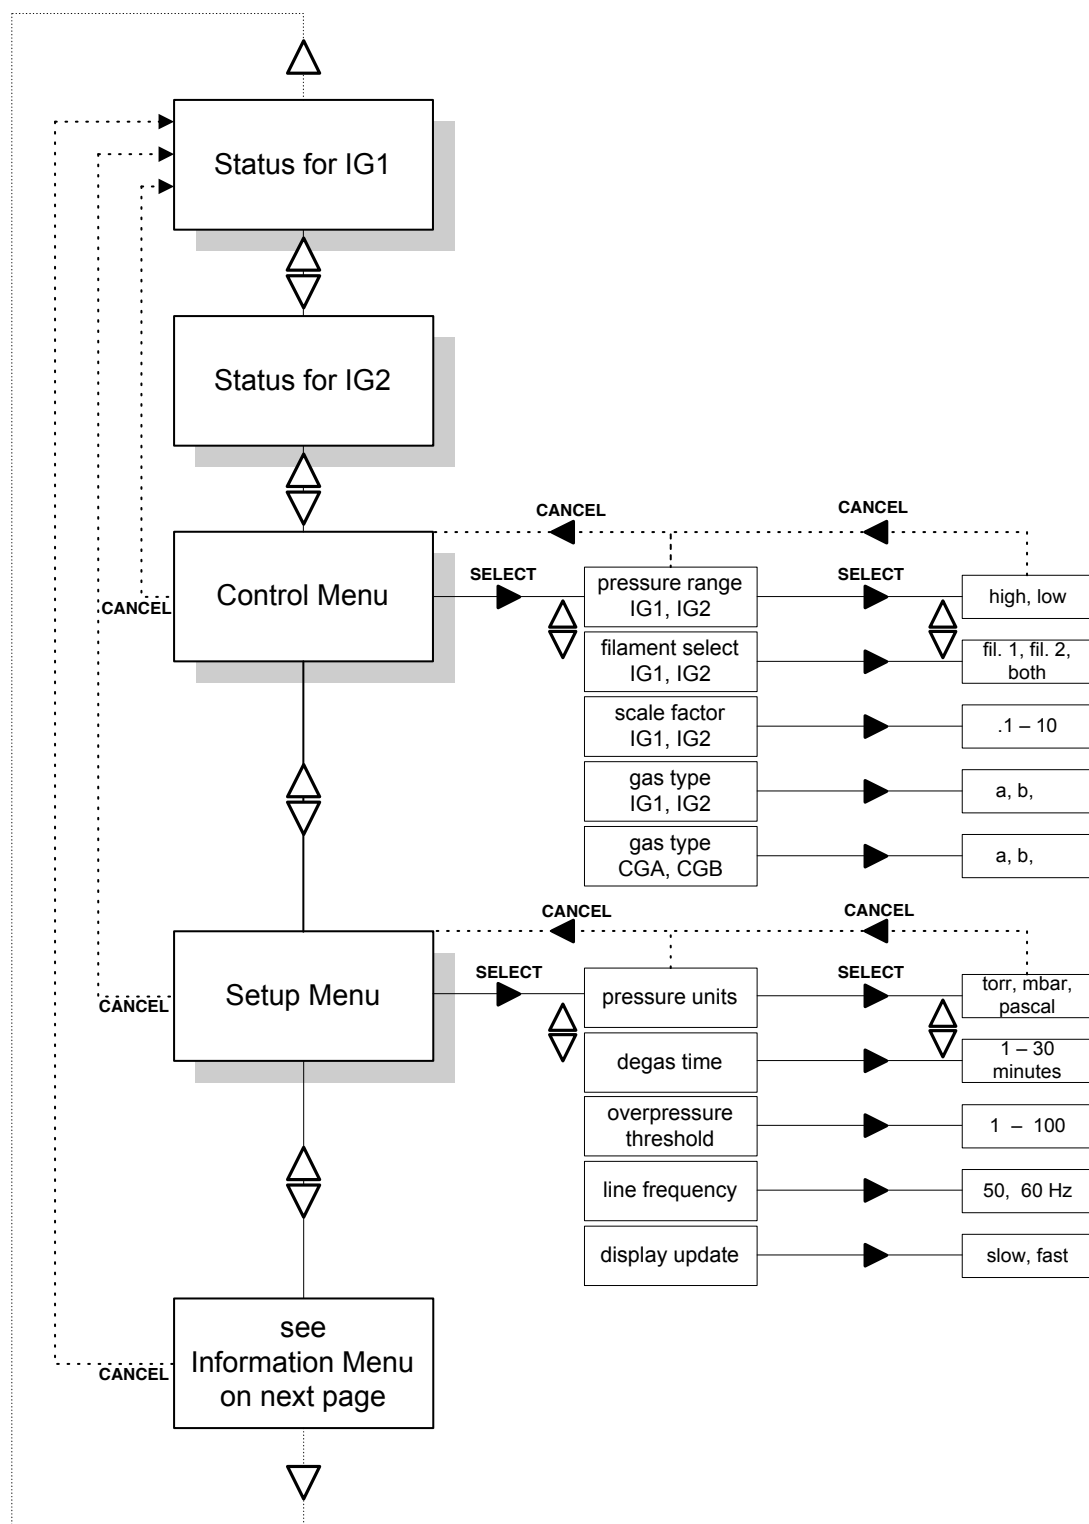 Status for IG1
Status for IG2
CANCEL
CANCEL
SELECT
pressure range
IG1, IG2
SELECT
high, low
Control Menu
CANCEL
filament select
IG1, IG2
fil. 1, fil. 2,
both
scale factor
IG1, IG2
.1 – 10
gas type
IG1, IG2
a, b,
gas type
CGA, CGB
a, b,
CANCEL
CANCEL
SELECT
pressure units
SELECT
torr, mbar,
pascal
Setup Menu
CANCEL
degas time
1 – 30
minutes
overpressure
threshold
1 – 100
line frequency
50, 60 Hz
display update
slow, fast
see
Information Menu
on next page
CANCEL